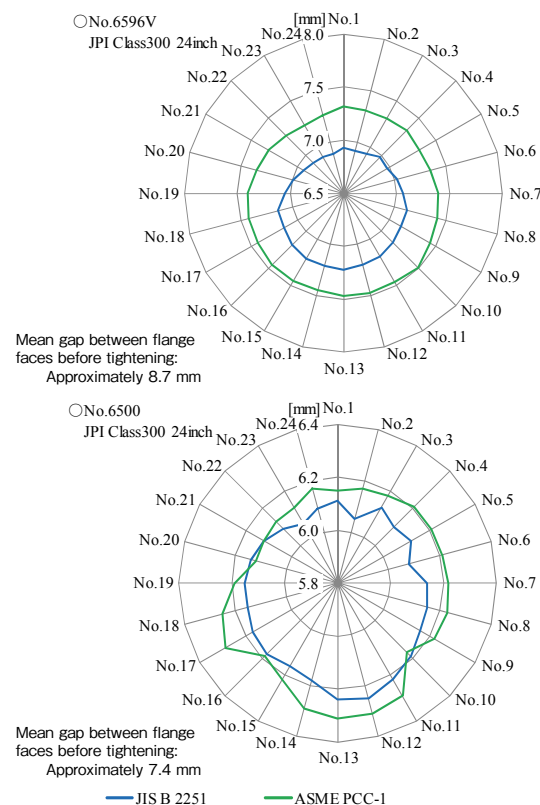 ○No.6596V
JPI Class300 24inch
[mm]
8.0
7.5
7.0
6.5
No.1
No.2
No.3
No.4
No.5
No.6
No.7
No.8
No.9
No.10
No.11
No.12
No.13
No.14
No.15
No.16
No.17
No.18
No.19
No.20
No.21
No.22
No.23
No.24
Mean gap between flange
faces before tightening:
Approximately 8.7 mm
○No.6500
JPI Class300 24inch
[mm]
6.4
6.2
6.0
5.8
No.1
No.2
No.3
No.4
No.5
No.6
No.7
No.8
No.9
No.10
No.11
No.12
No.13
No.14
No.15
No.16
No.17
No.18
No.19
No.20
No.21
No.22
No.23
No.24
Mean gap between flange
faces before tightening:
Approximately 7.4 mm
JIS B 2251
ASME PCC-1